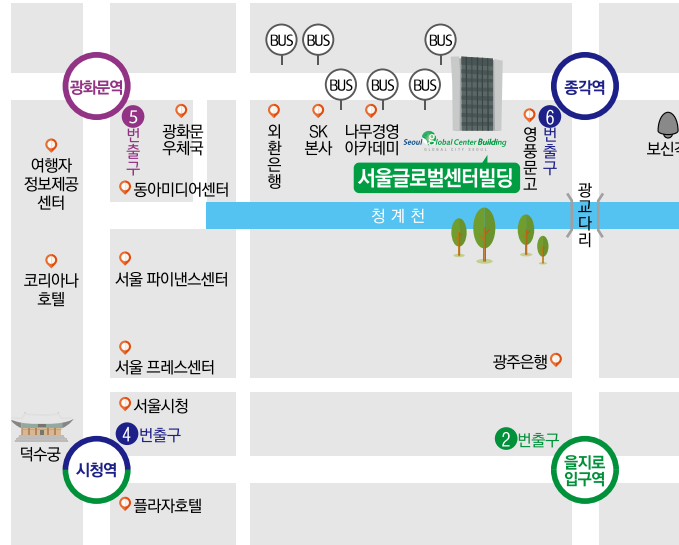 BUS
BUS
BUS
BUS
BUS
BUS
광화문역
종각역
5
번출구
광화문
우체국
외환은행
SK
본사
나무경영
아카데미
Seoul Global Center Building
GLOBAL CITY SEOUL
영풍문고
6
번출구
보신각
여행자
정보제공
센터
동아미디어센터
서울글로벌센터빌딩
광교다리
청계천
코리아나
호텔
서울 파이낸스센터
서울 프레스센터
광주은행
서울시청
4
번출구
2
번출구
덕수궁
시청역
을지로
입구역
플라자호텔